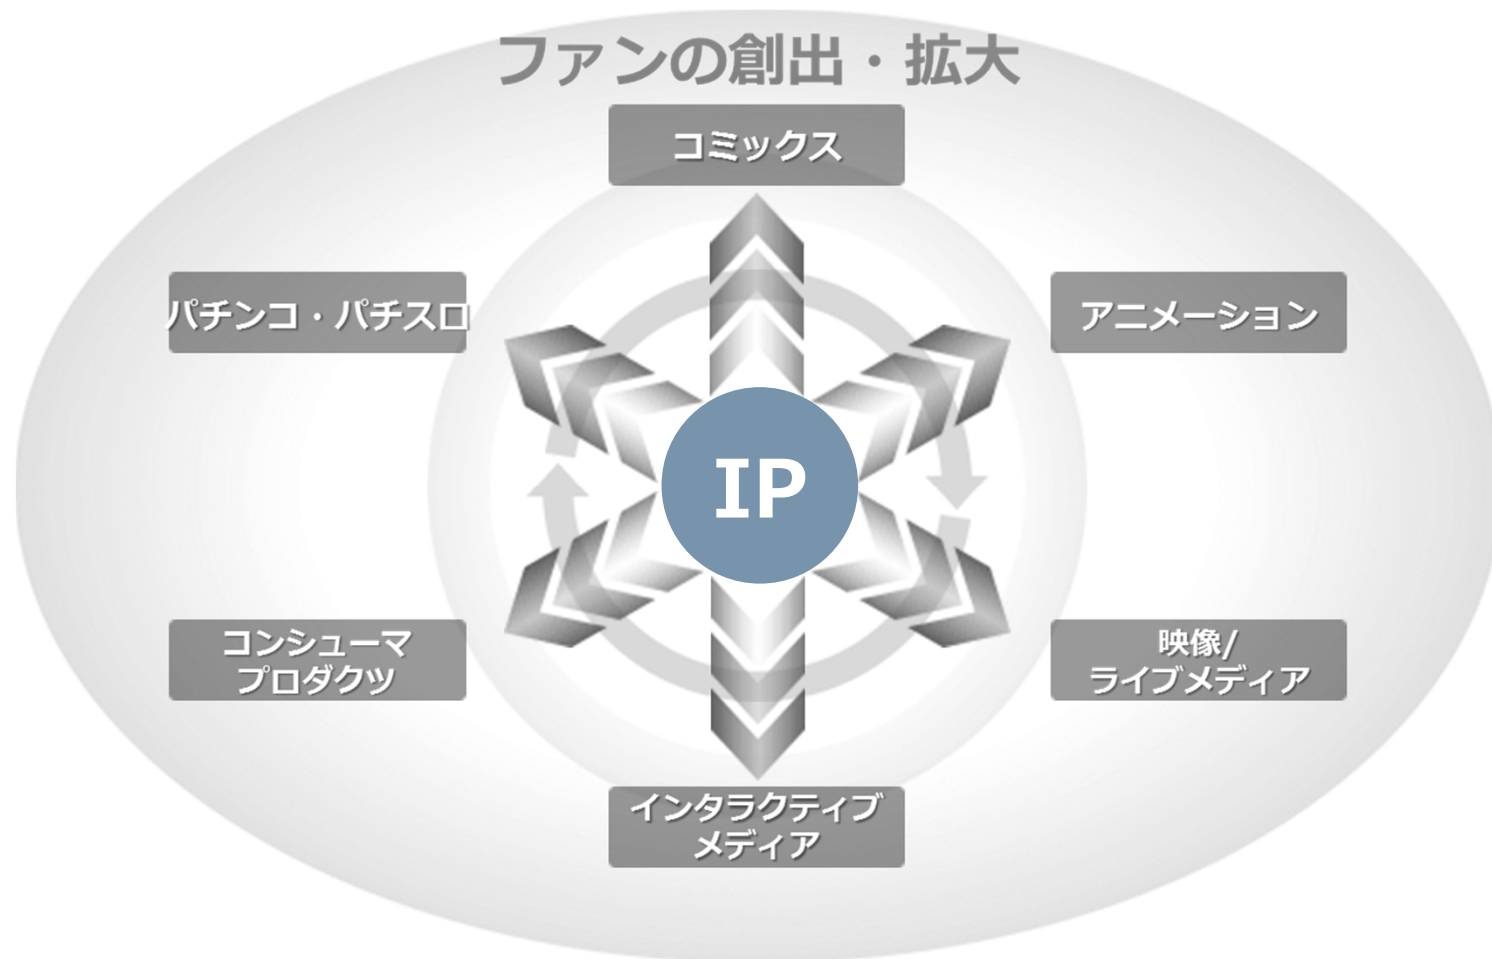 ファンの創出・拡大
コミックス
パチンコ・パチスロ
アニメーション
IP
コンシューマ
プロダクツ
映像/
ライブメディア
インタラクティブ
メディア